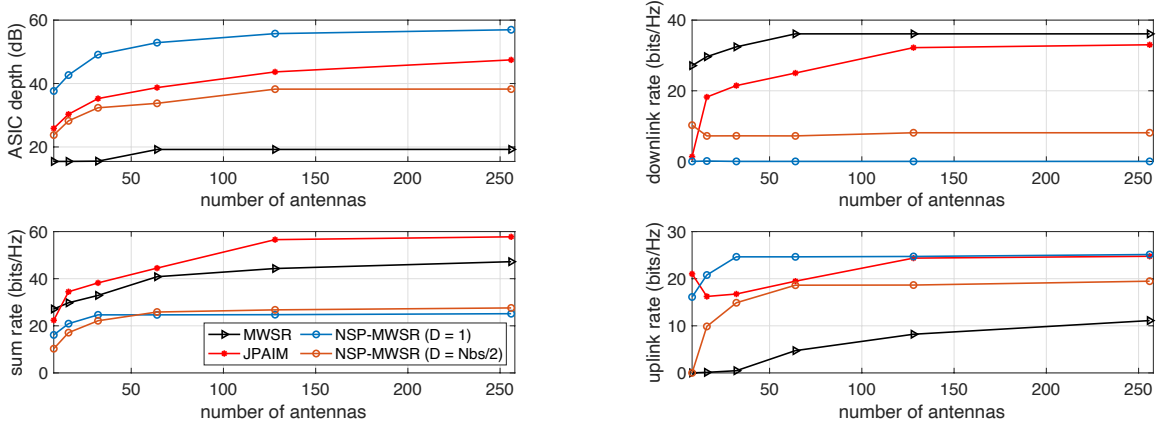 ASIC depth (dB)
60
40
20
50
100
150
200
250
number of antennas
downlink rate (bits/Hz)
40
20
0
50
100
150
200
250
number of antennas
sum rate (bits/Hz)
60
40
20
0
MWSR
NSP-MWSR (D = 1)
JPAIM
NSP-MWSR (D = Nbs/2)
50
100
150
200
250
number of antennas
uplink rate (bits/Hz)
30
20
10
0
50
100
150
200
250
number of antennas